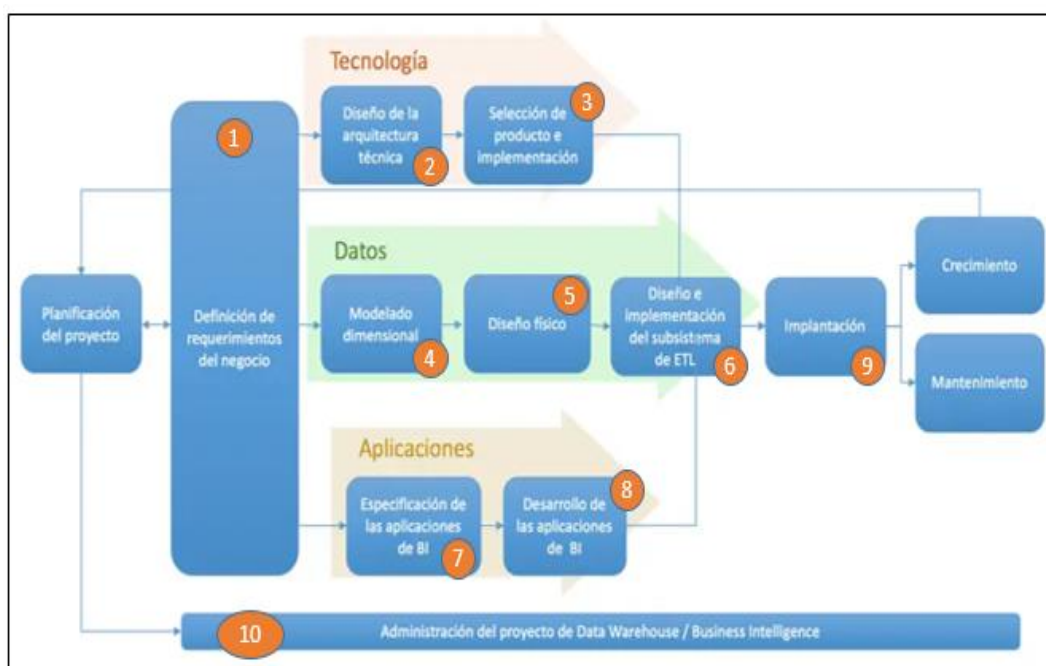 Tecnología
1
Diseño de la
arquitectura
técnica
2
Selección de
producto e
implementación
3
Planificación
del proyecto
Definición de
requerimientos
del negocio
Datos
Modelado
dimensional
4
Diseño físico
5
Diseño e
implementación
del subsistema
de ETL
6
Implantación
9
Crecimiento
Mantenimiento
Aplicaciones
Especificación de
las aplicaciones
de BI
7
Desarrollo de
las aplicaciones
de BI
8
10
Administración del proyecto de Data Warehouse / Business Intelligence